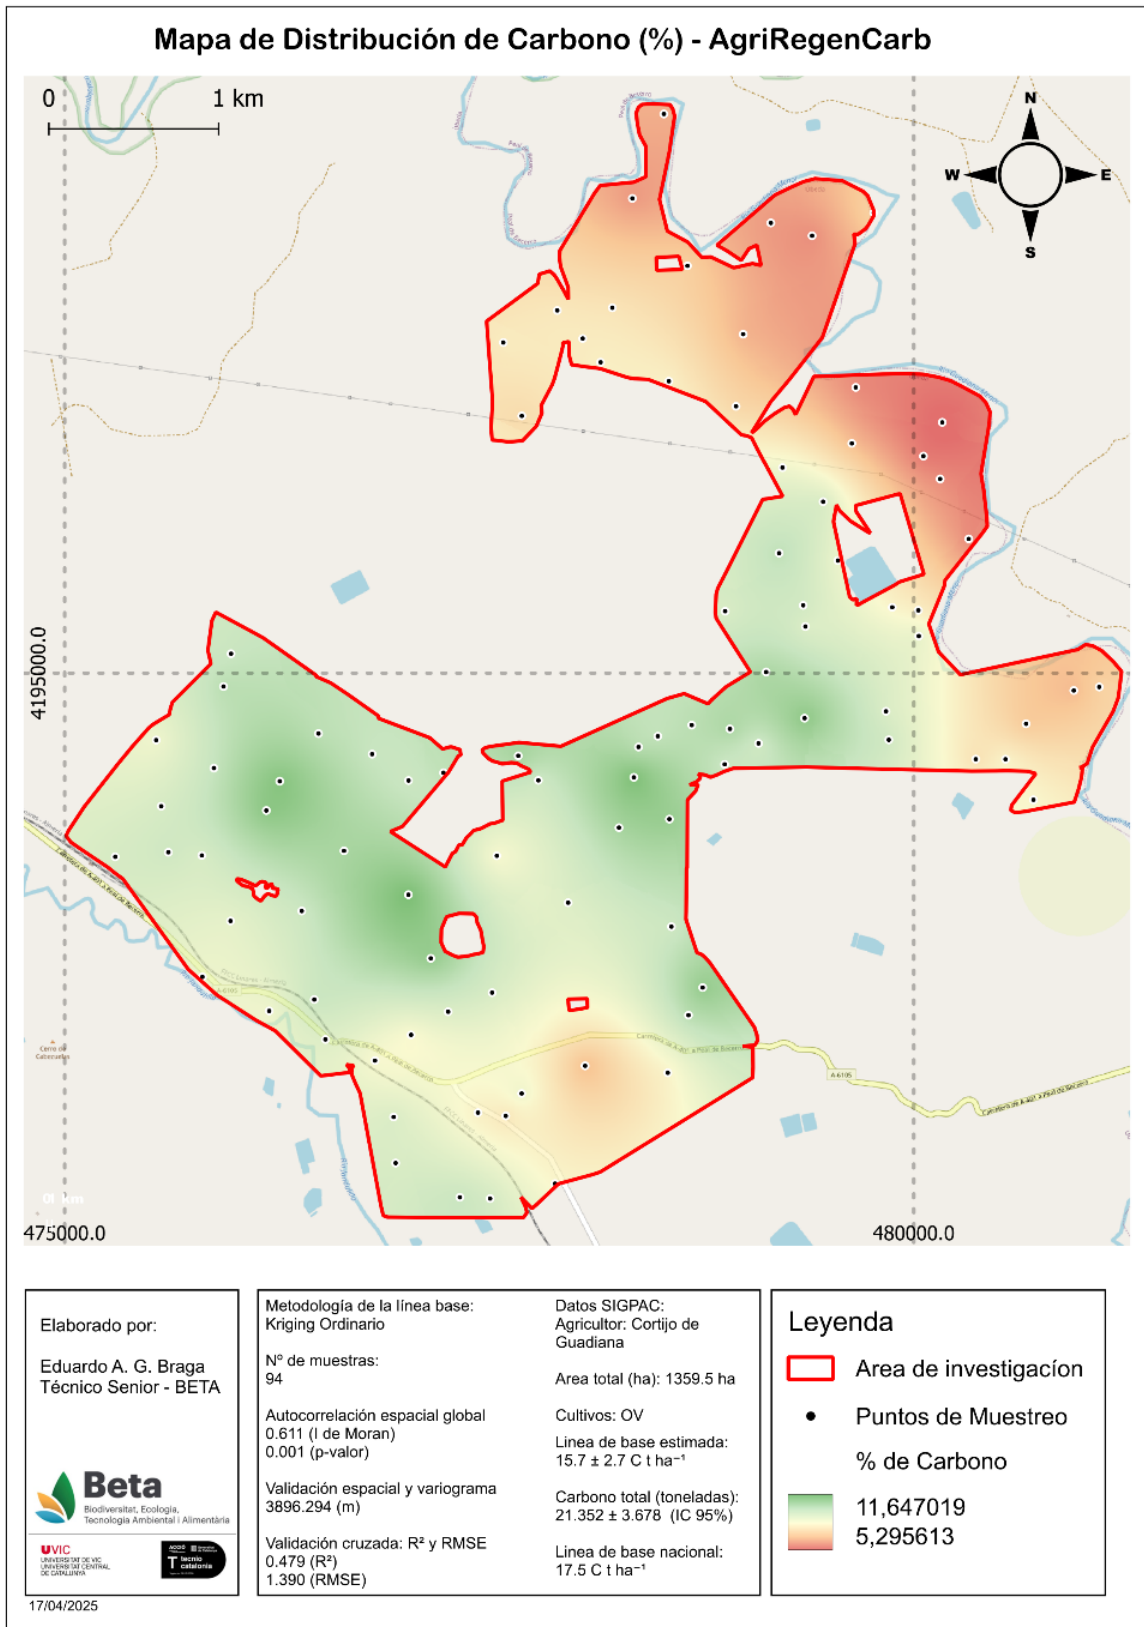 Mapa de Distribución de Carbono (%) - AgriRegenCarb
0 1 km
N
W E
S
4195000.0
A-6105
A-6105
475000.0
480000.0
Elaborado por:
Eduardo A. G. Braga
Técnico Senior - BETA
Beta
Biodiversitat, Ecologia,
Tecnologia Ambiental i Alimentària
UVIC
UNIVERSITAT DE VIC
UNIVERSITAT CENTRAL
DE CATALUNYA
ACCIÓ
T tecnio
catalonia
17/04/2025
Metodología de la línea base:
Kriging Ordinario
Nº de muestras:
94
Autocorrelación espacial global
0.611 (I de Moran)
0.001 (p-valor)
Validación espacial y variograma
3896.294 (m)
Validación cruzada: R² y RMSE
0.479 (R²)
1.390 (RMSE)
Datos SIGPAC:
Agricultor: Cortijo de
Guadiana
Area total (ha): 1359.5 ha
Cultivos: OV
Linea de base estimada:
15.7 ± 2.7 C t ha⁻¹
Carbono total (toneladas):
21.352 ± 3.678 (IC 95%)
Linea de base nacional:
17.5 C t ha⁻¹
Leyenda
Area de investigacíon
Puntos de Muestreo
% de Carbono
11,647019
5,295613